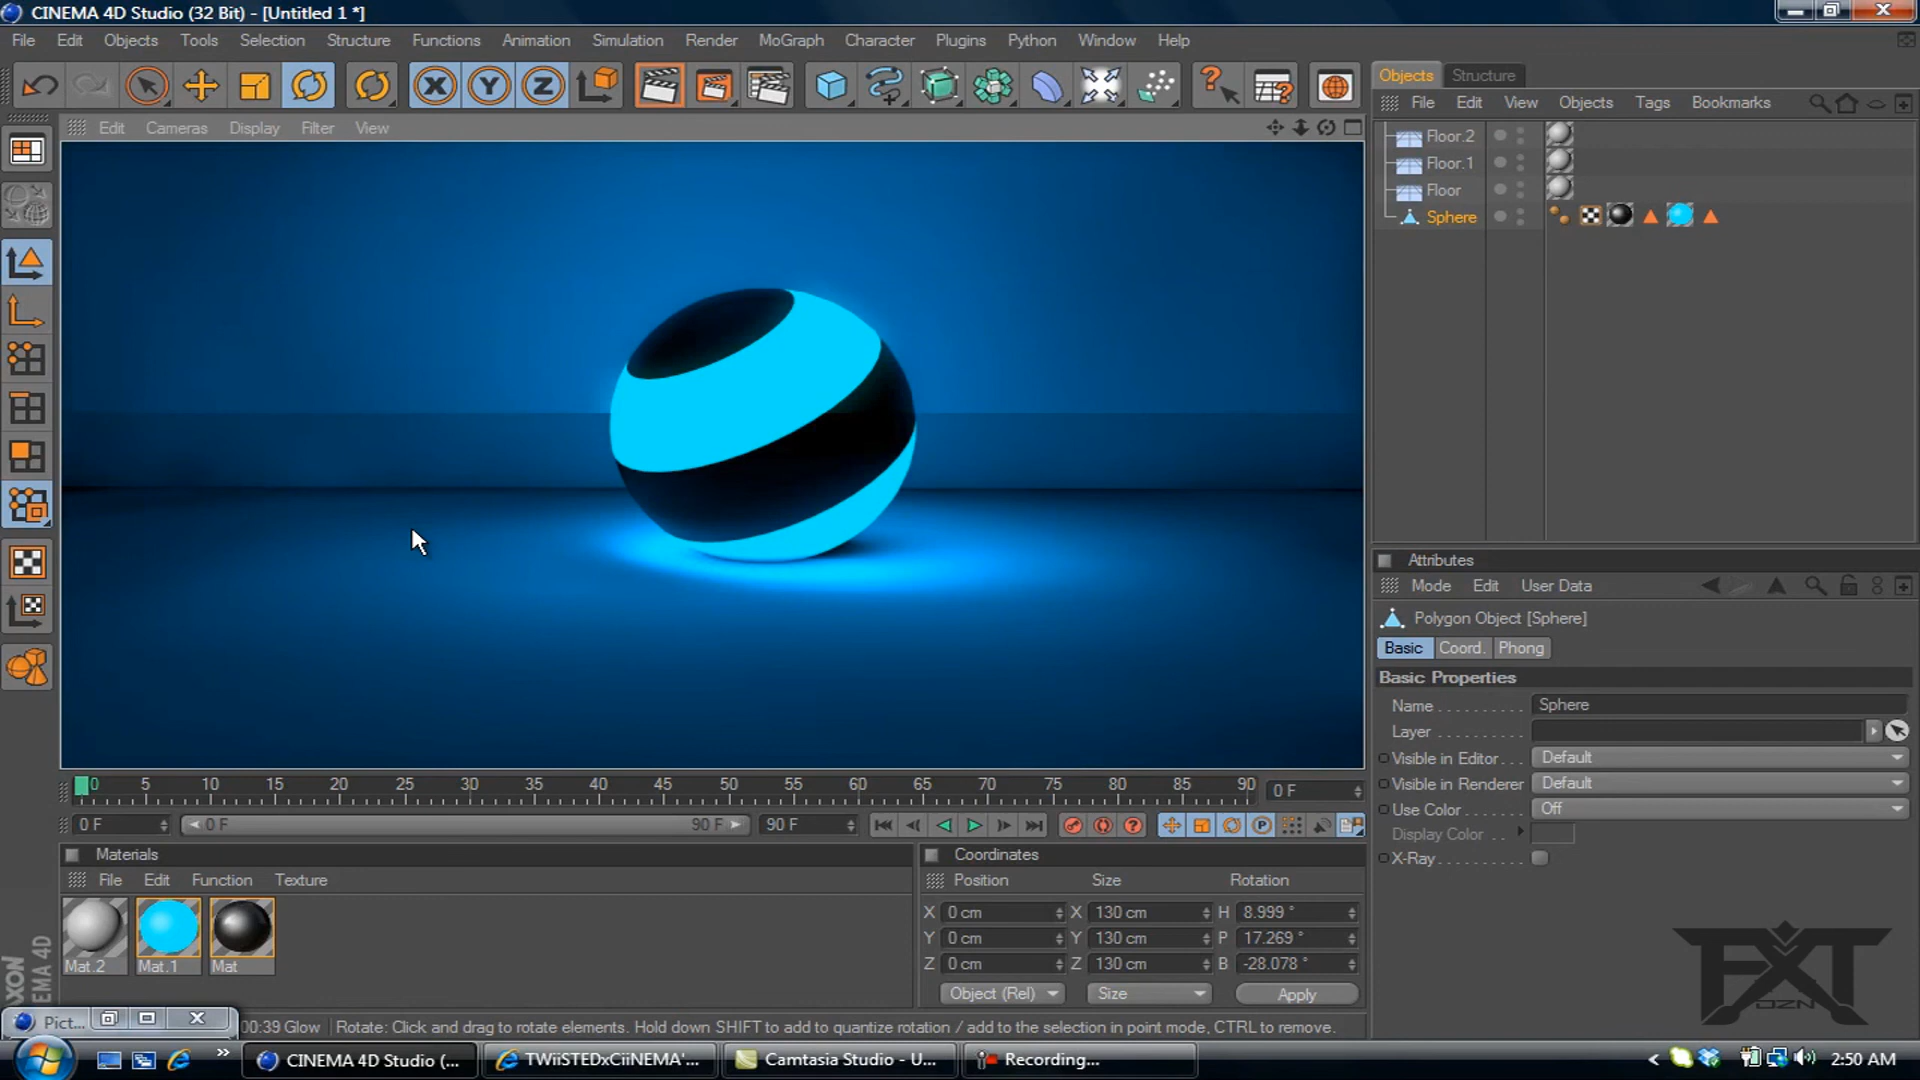 CINEMA 4D Studio (32 Bit) - [Untitled 1 *]
File Edit Objects Tools Selection Structure Functions Animation Simulation Render MoGraph Character Plugins Python Window Help
Objects Structure
File Edit View Objects Tags Bookmarks
Edit Cameras Display Filter View
Floor.2
Floor.1
Floor
Sphere
Attributes
Mode Edit User Data
Polygon Object [Sphere]
Basic Coord. Phong
Basic Properties
Name Sphere
Layer
Visible in Editor Default
Visible in Renderer Default
Use Color Off
Display Color
X-Ray
0 5 10 15 20 25 30 35 40 45 50 55 60 65 70 75 80 85 90 0 F
0 F 0 F 90 F 90 F
Materials
File Edit Function Texture
Mat.2 Mat.1 Mat
Coordinates
Position Size Rotation
X 0 cm X 130 cm H 8.999 °
Y 0 cm Y 130 cm P 17.269 °
Z 0 cm Z 130 cm B -28.078 °
Object (Rel) Size Apply
EMA 4D
Pict...
00:39 Glow Rotate: Click and drag to rotate elements. Hold down SHIFT to add to quantize rotation / add to the selection in point mode, CTRL to remove.
FXT
OZN
CINEMA 4D Studio (... TWiiSTEDxCiiNEMA'... Camtasia Studio - U... Recording... 2:50 AM